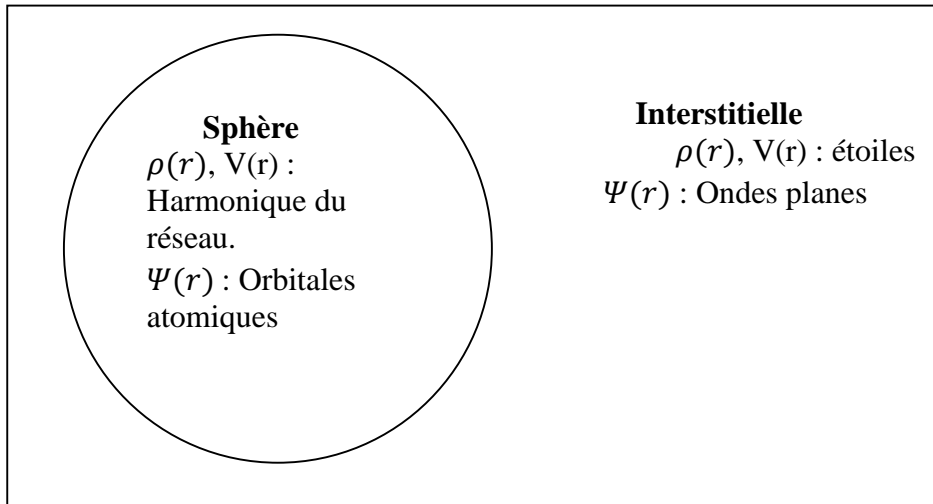 Sphère
𝜌(𝑟), V(r) :
Harmonique du
réseau.
𝛹(𝑟) : Orbitales
atomiques
Interstitielle
𝜌(𝑟), V(r) : étoiles
𝛹(𝑟) : Ondes planes